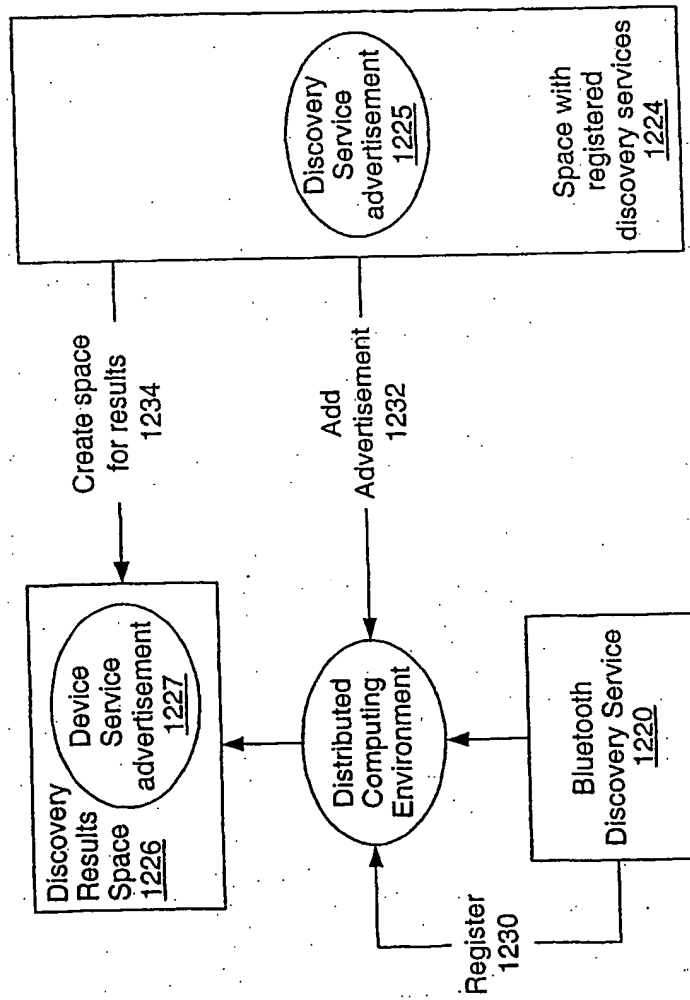 Discovery
Results
Space
1226
Device
Service
advertisement
1227
Create space
for results
1234
Discovery
Service
advertisement
1225
Space with
registered
discovery services
1224
Distributed
Computing
Environment
Add
Advertisement
1232
Register
1230
Bluetooth
Discovery Service
1220